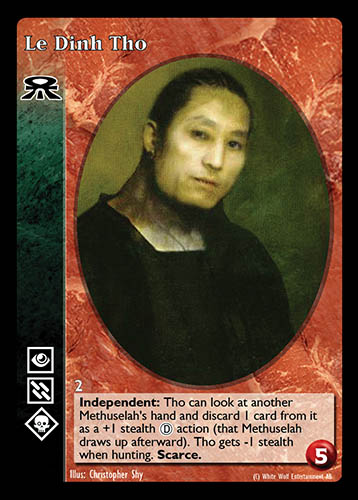 Le Dinh Tho
2
Independent: Tho can look at another
Methuselah's hand and discard 1 card from it
as a +1 stealth Ⓓ action (that Methuselah
draws up afterward). Tho gets -1 stealth
when hunting. Scarce.
5
Illus: Christopher Shy
(C) White Wolf Entertainment AB